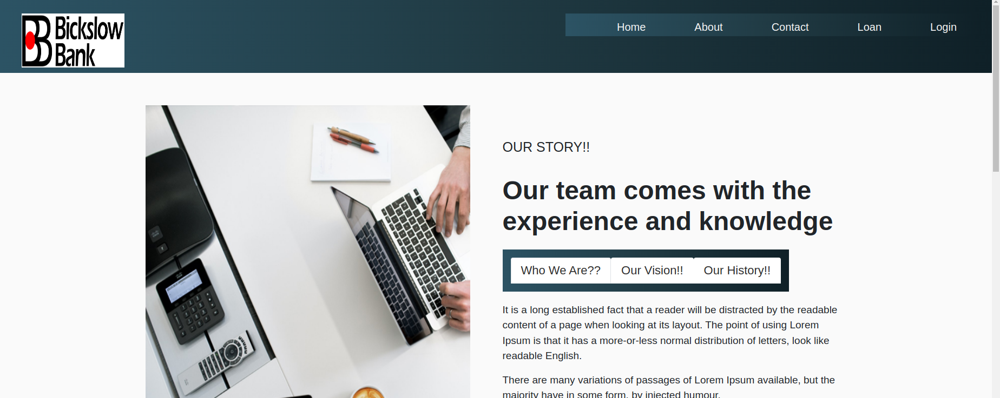 Bickslow
Bank
Home
About
Contact
Loan
Login
OUR STORY!!
Our team comes with the
experience and knowledge
Who We Are??
Our Vision!!
Our History!!
It is a long established fact that a reader will be distracted by the readable
content of a page when looking at its layout. The point of using Lorem
Ipsum is that it has a more-or-less normal distribution of letters, look like
readable English.
There are many variations of passages of Lorem Ipsum available, but the
majority have in some form, by injected humour.